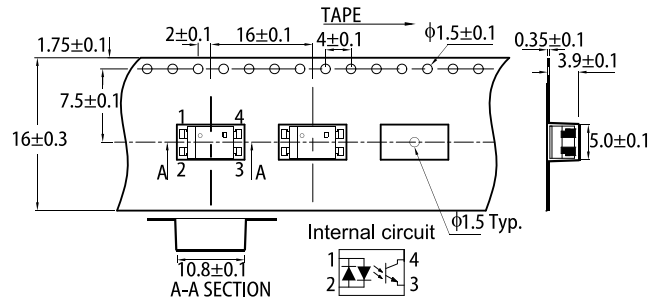 TAPE
1.75±0.1
2±0.1
16±0.1
4±0.1
ϕ1.5±0.1
0.35±0.1
3.9±0.1
7.5±0.1
16±0.3
1
4
5.0±0.1
A
2
A
3
ϕ1.5 Typ.
Internal circuit
1
4
2
3
10.8±0.1
A-A SECTION